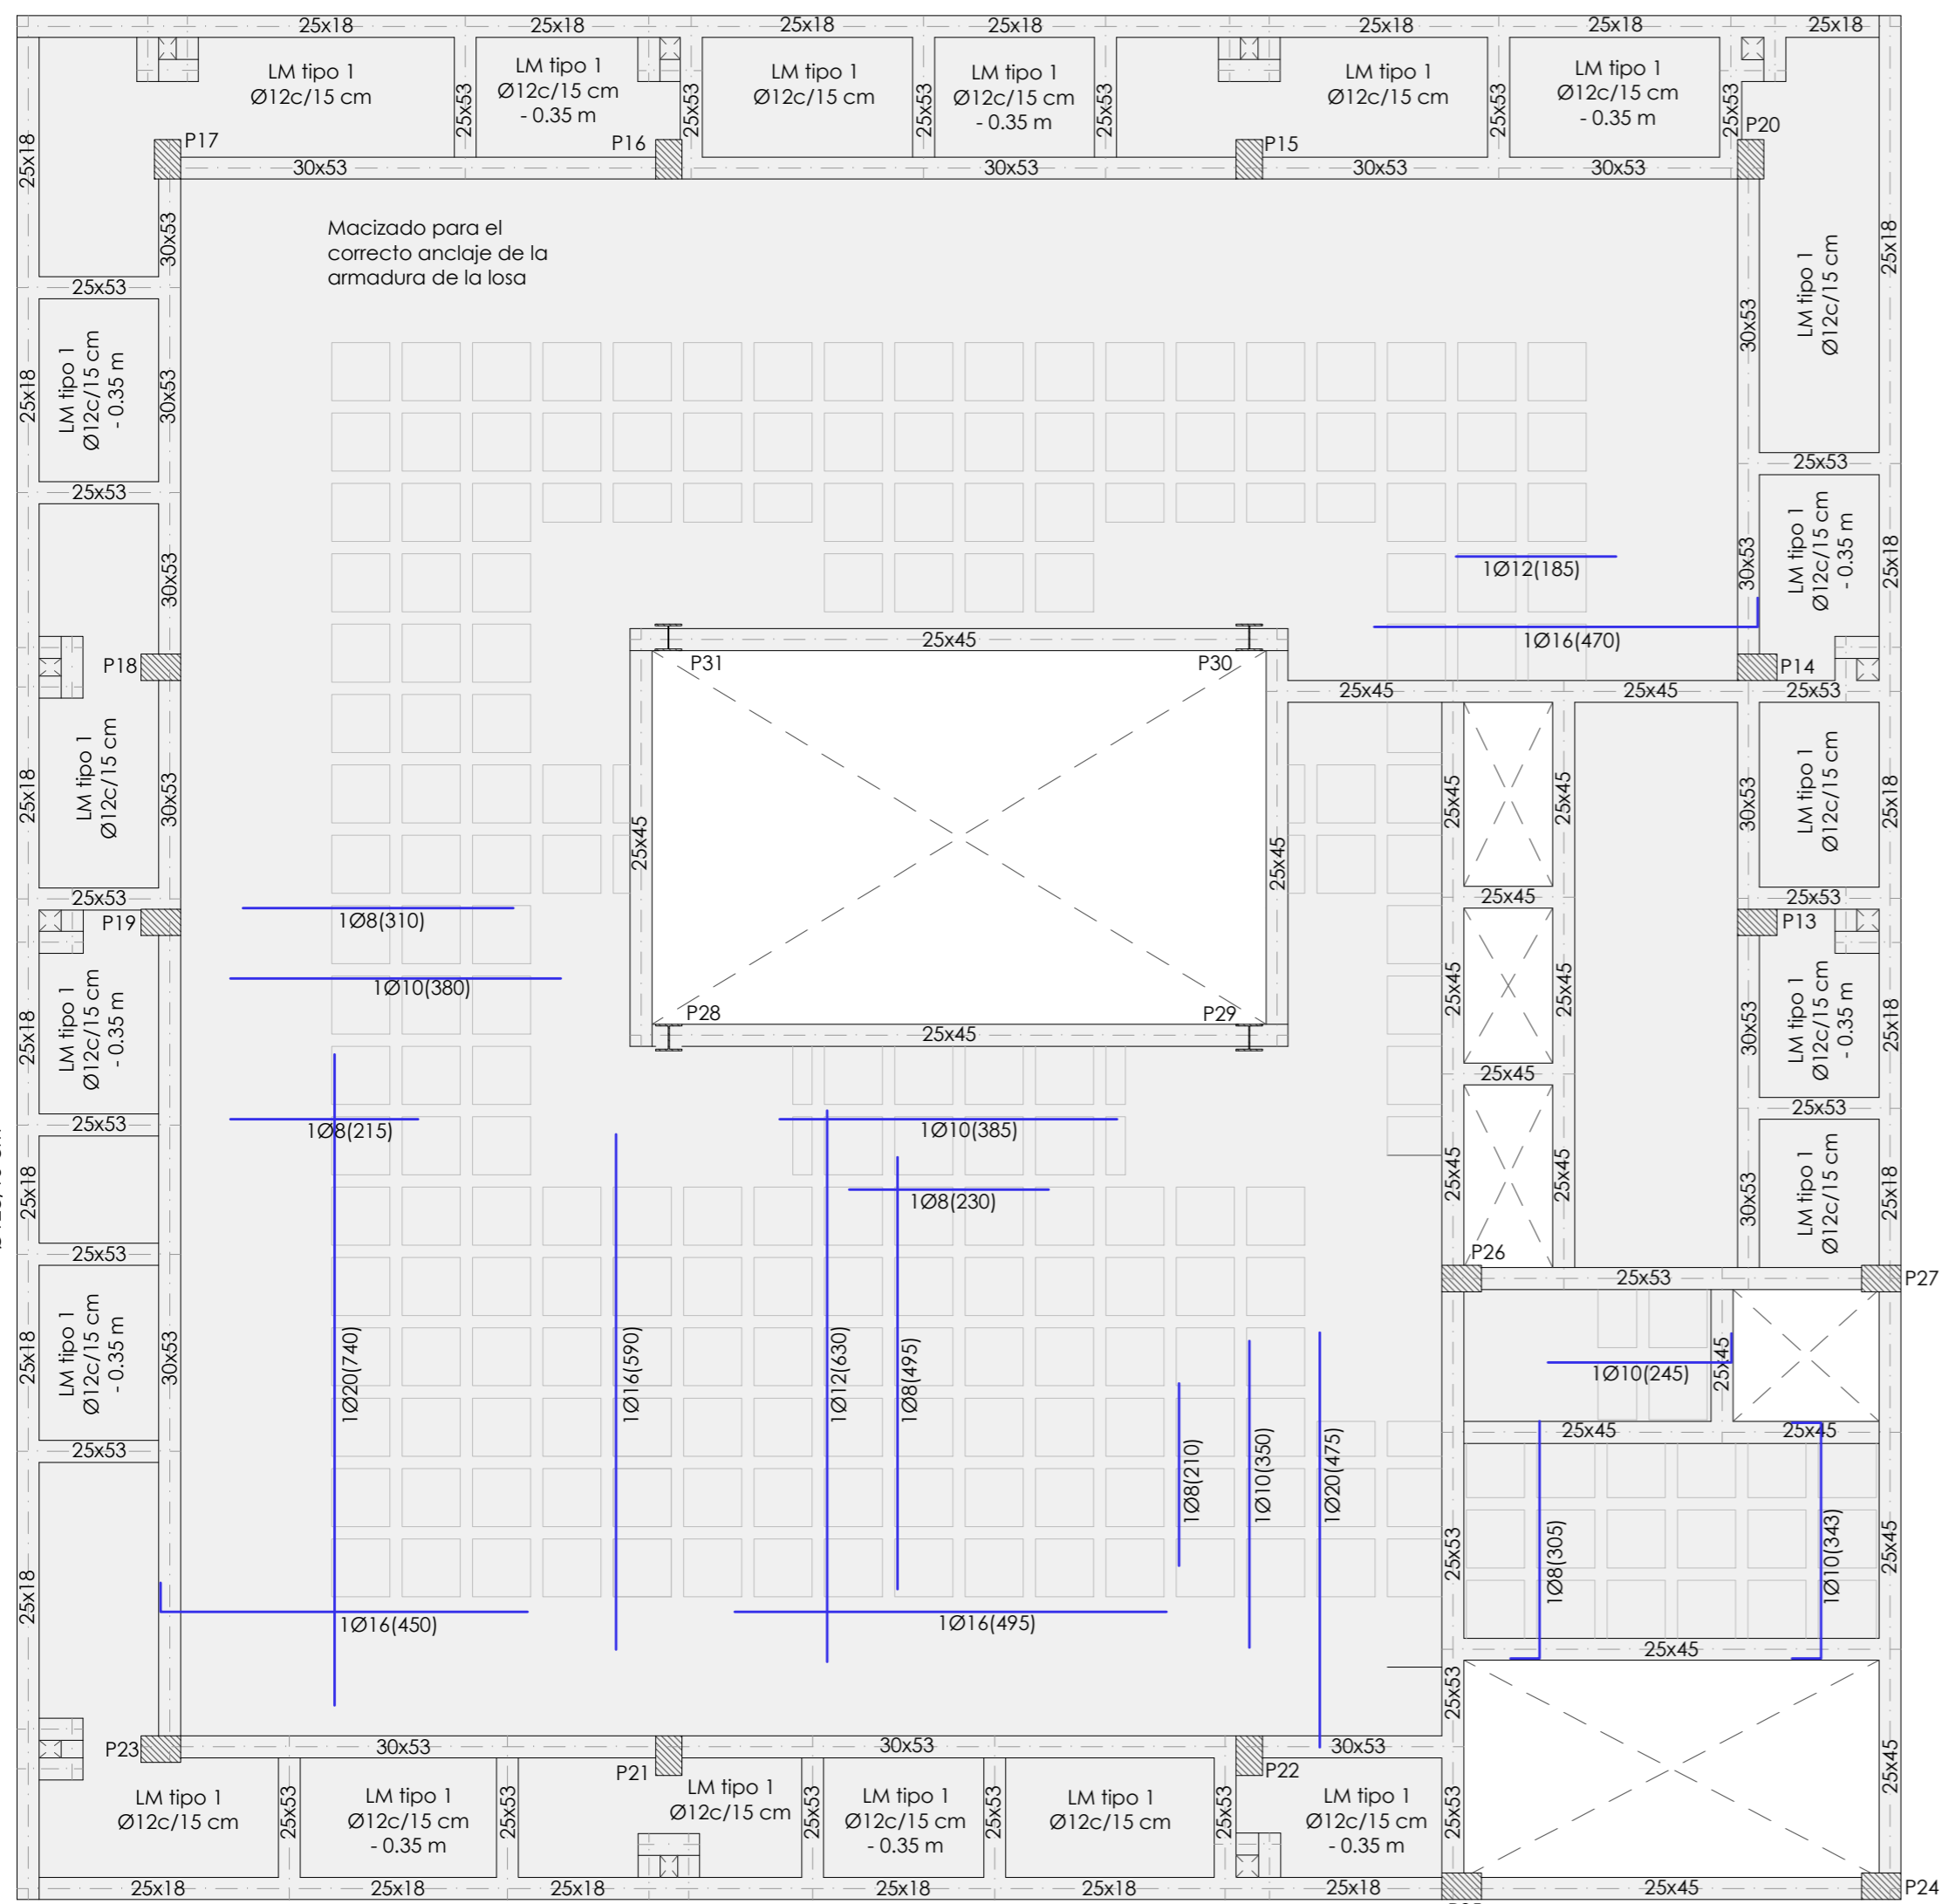 25x18
25x18
25x18
25x18
25x18
25x18
25x18
LM tipo 1
Ø12c/15 cm
LM tipo 1
Ø12c/15 cm
- 0.35 m
LM tipo 1
Ø12c/15 cm
LM tipo 1
Ø12c/15 cm
- 0.35 m
LM tipo 1
Ø12c/15 cm
LM tipo 1
Ø12c/15 cm
- 0.35 m
25x53
25x53
25x53
25x53
25x53
25x53
P17
P16
P15
P20
25x18
30x53
30x53
30x53
30x53
Macizado para el
correcto anclaje de la
armadura de la losa
30x53
25x18
LM tipo 1
Ø12c/15 cm
30x53
25x53
LM tipo 1
Ø12c/15 cm
- 0.35 m
25x18
30x53
25x53
25x53
LM tipo 1
Ø12c/15 cm
- 0.35 m
25x18
30x53
30x53
1Ø12(185)
1Ø16(470)
P18
P31
25x45
P30
P14
25x45
25x45
25x53
LM tipo 1
Ø12c/15 cm
25x18
30x53
25x45
25x45
25x45
25x45
30x53
LM tipo 1
Ø12c/15 cm
25x18
25x53
25x45
25x53
P19
1Ø8(310)
P13
1Ø10(380)
LM tipo 1
Ø12c/15 cm
- 0.35 m
25x18
P28
25x45
P29
25x45
25x45
30x53
LM tipo 1
Ø12c/15 cm
- 0.35 m
25x18
25x45
25x53
25x53
1Ø8(215)
1Ø10(385)
1Ø8(230)
25x18
25x45
25x45
30x53
LM tipo 1
Ø12c/15 cm
25x18
25x53
P26
25x53
P27
LM tipo 1
Ø12c/15 cm
- 0.35 m
25x18
30x53
1Ø20(740)
1Ø16(590)
1Ø12(630)
1Ø8(495)
1Ø8(210)
1Ø10(350)
1Ø20(475)
1Ø10(245)
25x45
25x45
25x45
25x53
25x18
25x53
1Ø8(305)
1Ø10(343)
25x45
1Ø16(450)
1Ø16(495)
25x45
25x53
P23
30x53
P21
30x53
P22
30x53
25x45
LM tipo 1
Ø12c/15 cm
LM tipo 1
Ø12c/15 cm
- 0.35 m
LM tipo 1
Ø12c/15 cm
LM tipo 1
Ø12c/15 cm
- 0.35 m
LM tipo 1
Ø12c/15 cm
LM tipo 1
Ø12c/15 cm
- 0.35 m
25x53
25x53
25x53
25x53
25x53
25x53
25x18
25x18
25x18
25x18
25x18
25x18
25x45
P24